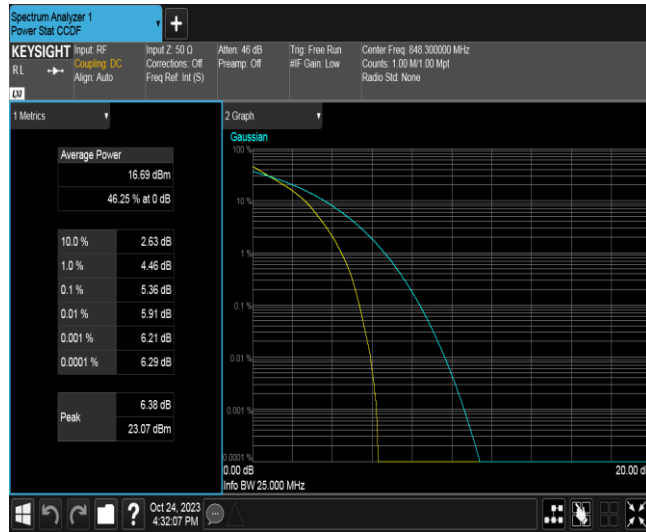 Spectrum Analyzer 1
Power Stat CCDF
+
KEYSIGHT
RL
LXI
Input: RF
Coupling: DC
Align: Auto
Input Z: 50 Ω
Corrections: Off
Freq Ref: Int (S)
Atten: 46 dB
Preamp: Off
Trig: Free Run
#IF Gain: Low
Center Freq: 848.300000 MHz
Counts: 1.00 M/1.00 Mpt
Radio Std: None
1 Metrics
Average Power
16.69 dBm
46.25 % at 0 dB
10.0 % 2.63 dB
1.0 % 4.46 dB
0.1 % 5.36 dB
0.01 % 5.91 dB
0.001 % 6.21 dB
0.0001 % 6.29 dB
Peak
6.38 dB
23.07 dBm
2 Graph
Gaussian
100 %
10 %
1 %
0.1 %
0.01 %
0.001 %
0.0001 %
0.00 dB
20.00 d
Info BW 25.000 MHz
?
Oct 24, 2023
4:32:07 PM